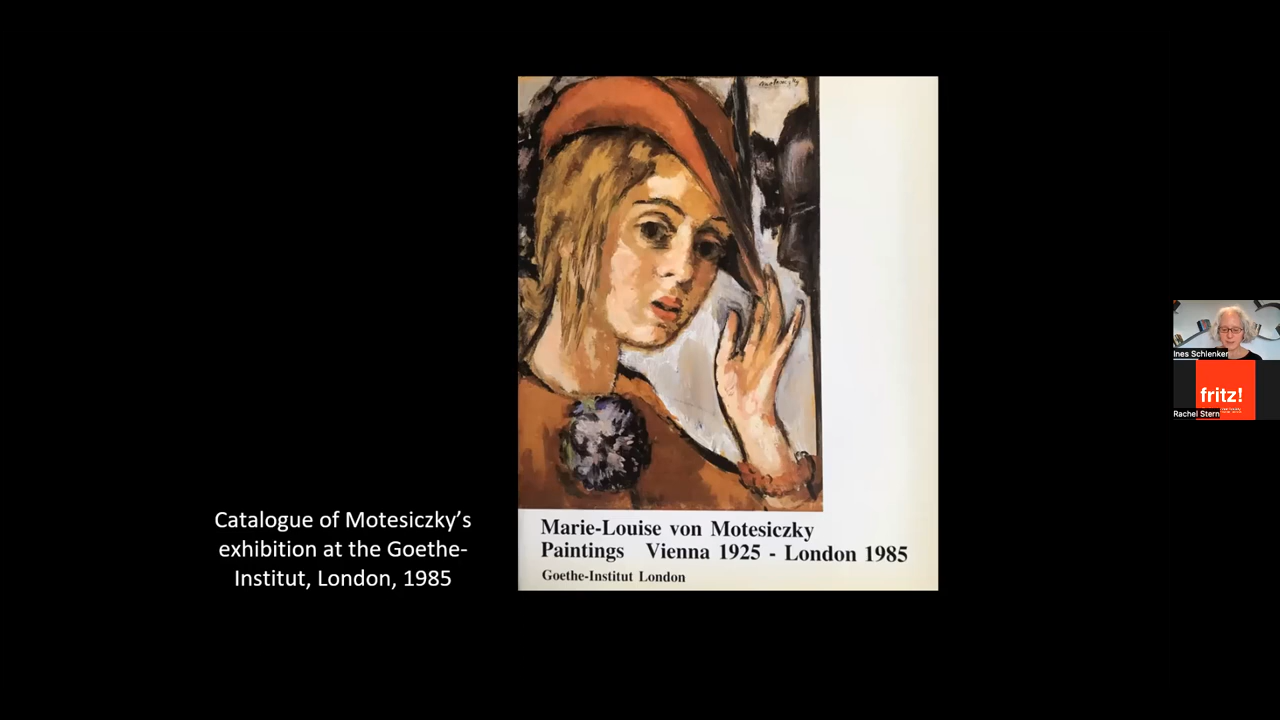 Catalogue of Motesiczky's
exhibition at the Goethe-
Institut, London, 1985
Marie-Louise von Motesiczky
Paintings Vienna 1925 - London 1985
Goethe-Institut London
Ines Schlenker
fritz!
Rachel Stern